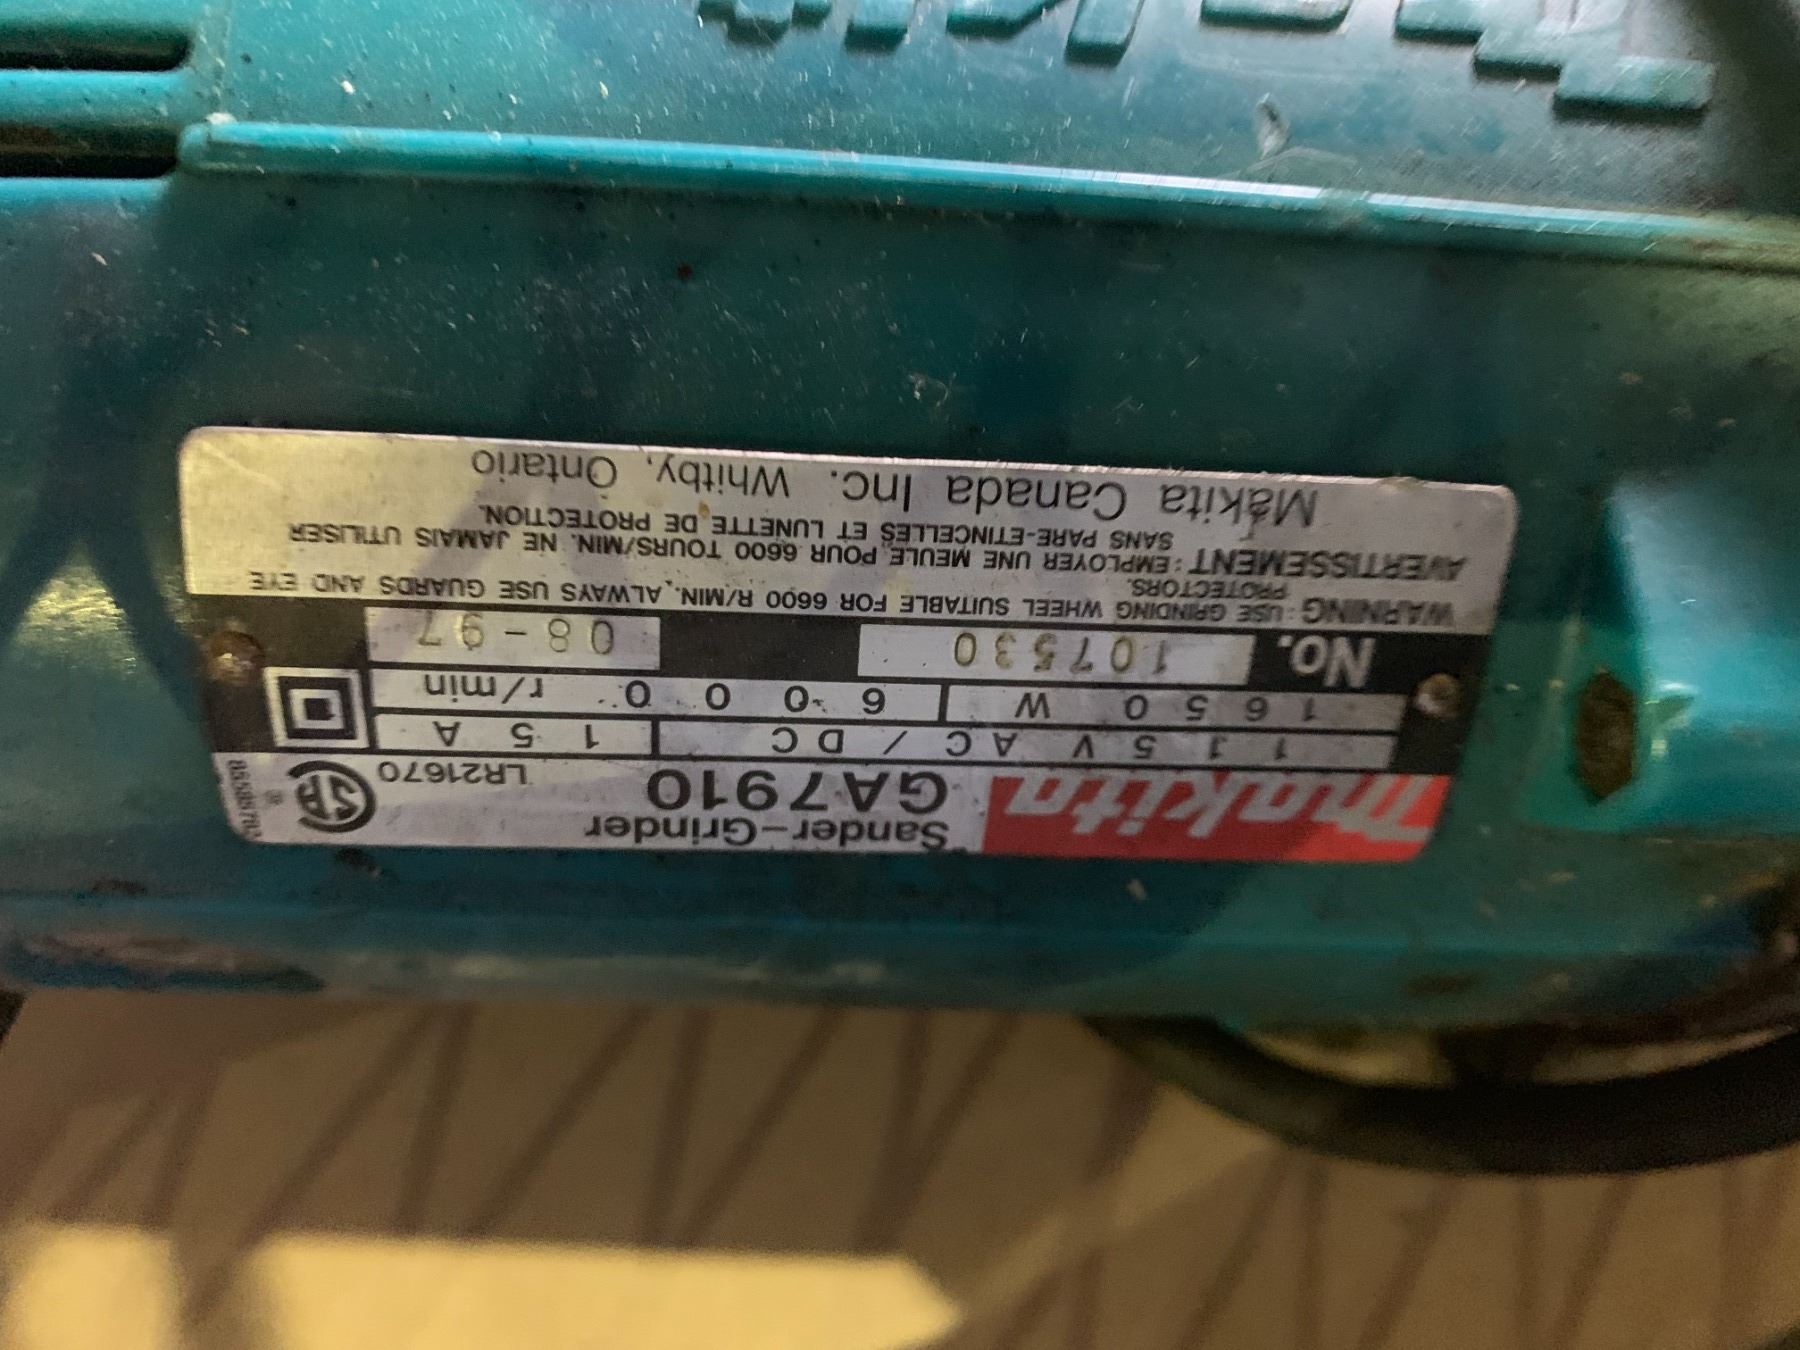 makita
Sander-Grinder
GA7910
LR21670
115V AC/DC 15 A
1650 W 6000 r/min
No. 107530 08-97
WARNING : USE GRINDING WHEEL SUITABLE FOR 6600 R/MIN. ALWAYS USE GUARDS AND EYE
PROTECTORS.
AVERTISSEMENT : EMPLOYER UNE MEULE POUR 6600 TOURS/MIN. NE JAMAIS UTILISER
SANS PARE-ETINCELLES ET LUNETTE DE PROTECTION.
Makita Canada Inc. Whitby, Ontario